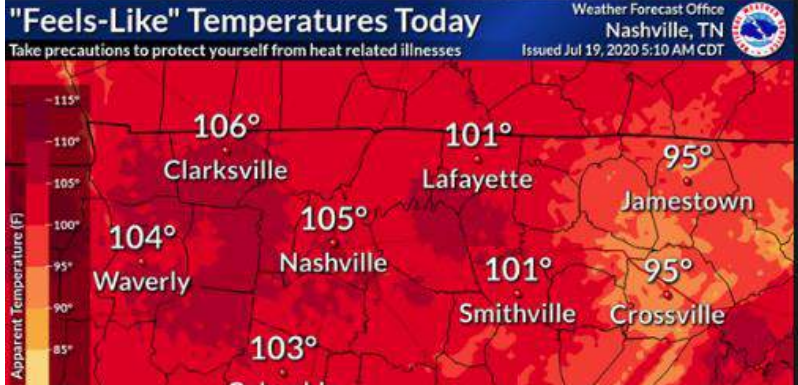 "Feels-Like" Temperatures Today
Take precautions to protect yourself from heat related illnesses
Weather Forecast Office
Nashville, TN
Issued Jul 19, 2020 5:10 AM CDT
Apparent Temperature (F)
115°
110°
105°
100°
95°
90°
85°
106°
Clarksville
101°
Lafayette
95°
Jamestown
104°
Waverly
105°
Nashville
101°
Smithville
95°
Crossville
103°